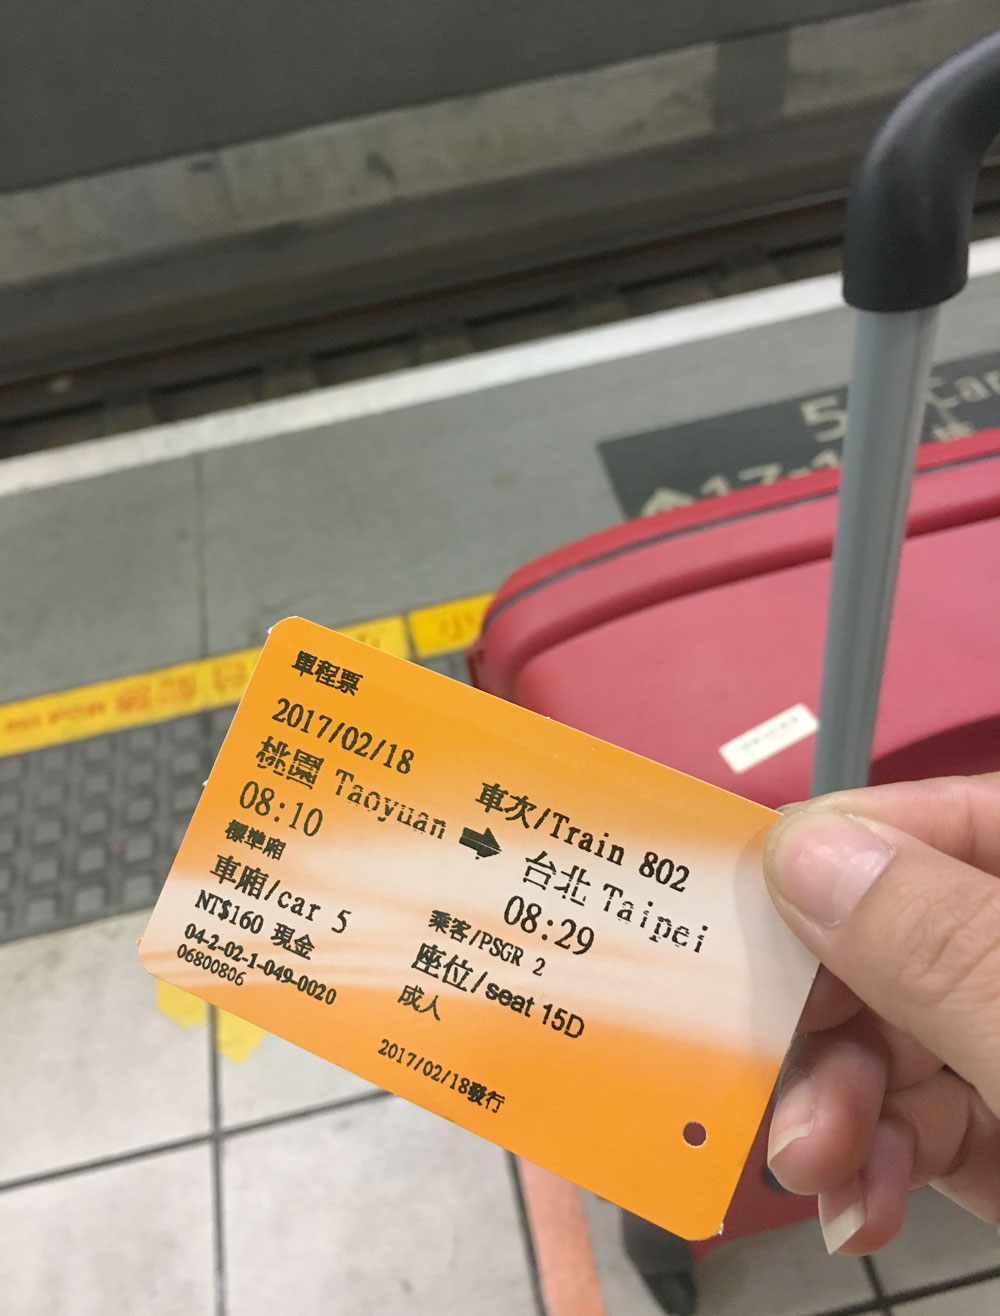 5 Car
單程票
2017/02/18
車次/Train 802
桃園 Taoyuan ➡ 台北 Taipei
08:10
08:29
標準廂
乘客/PSGR 2
車廂/car 5
座位/seat 15D
NT$160 現金
成人
04-2-02-1-049-0020
06800806
2017/02/18發行